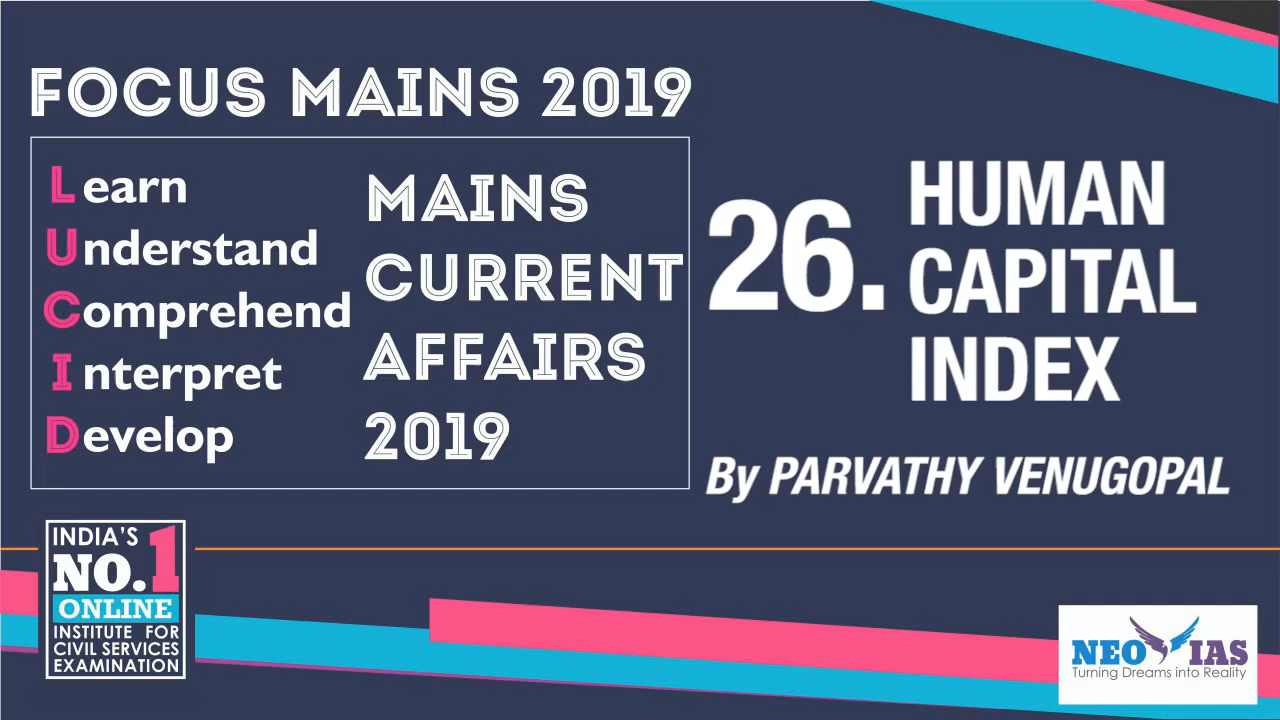 FOCUS MAINS 2019
Learn
Understand
Comprehend
Interpret
Develop
MAINS
CURRENT
AFFAIRS
2019
26.
HUMAN
CAPITAL
INDEX
By PARVATHY VENUGOPAL
INDIA'S
NO.1
ONLINE
INSTITUTE FOR
CIVIL SERVICES
EXAMINATION
NEO IAS
Turning Dreams into Reality